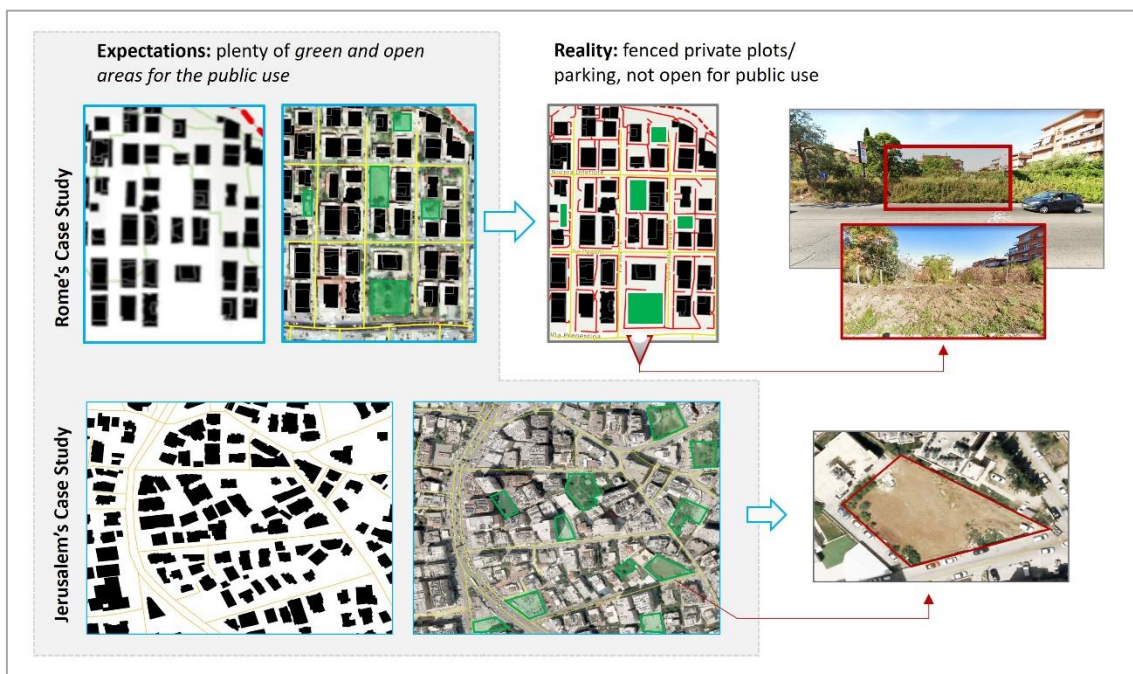 Expectations: plenty of green and open
areas for the public use
Reality: fenced private plots/
parking, not open for public use
Rome's Case Study
Via Prenestina
Jerusalem's Case Study